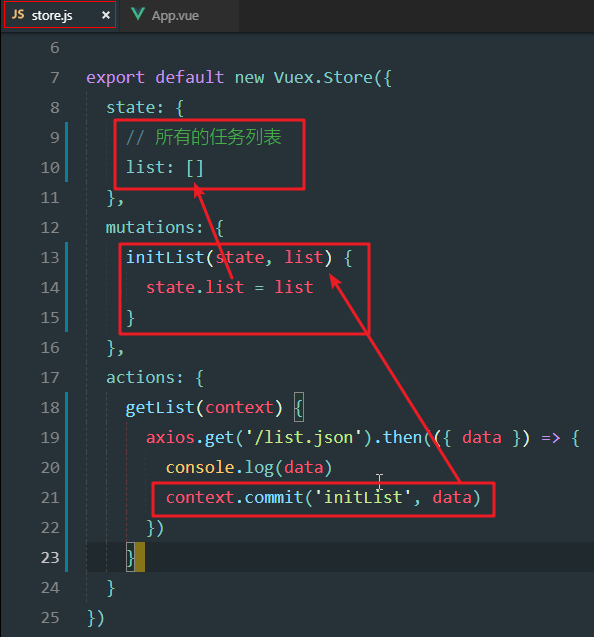 JS store.js × App.vue
6
7 export default new Vuex.Store({
8 state: {
9 // 所有的任务列表
10 list: []
11 },
12 mutations: {
13 initList(state, list) {
14 state.list = list
15 }
16 },
17 actions: {
18 getList(context) {
19 axios.get('/list.json').then(({ data }) => {
20 console.log(data)
21 context.commit('initList', data)
22 })
23 }
24 }
25 })